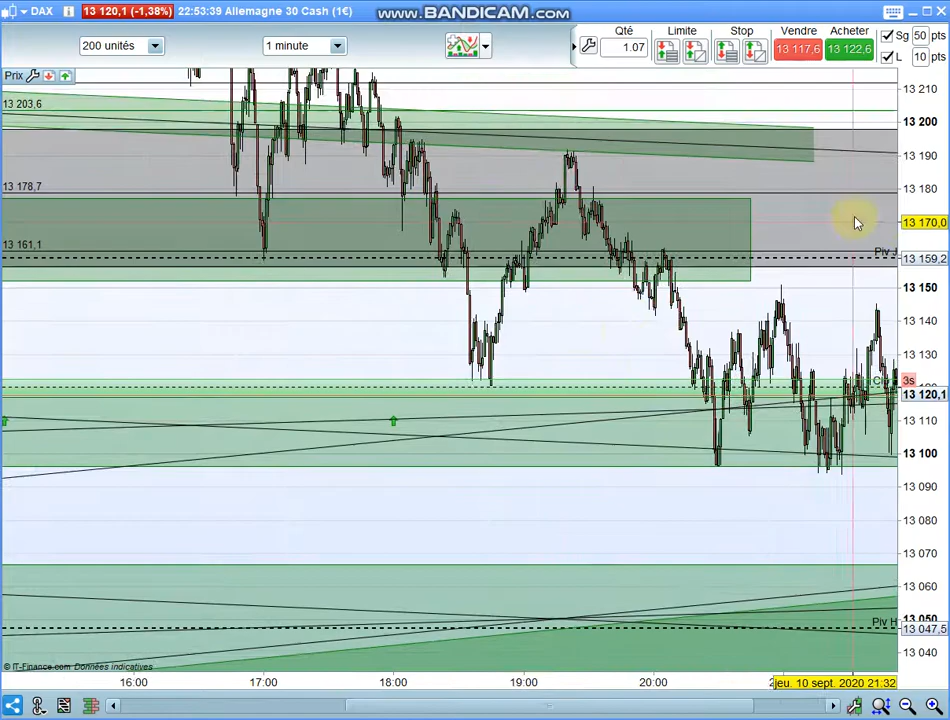 DAX
13 120,1 (-1,38%)
22:53:39 Allemagne 30 Cash (1€)
www.BANDICAM.com
200 unités
1 minute
Qté
1.07
Limite
Stop
Vendre
13 117,6
Acheter
13 122,6
Sg
50
pts
L
10
pts
Prix
13 203,6
13 178,7
13 161,1
Piv J
Piv H
13 210
13 200
13 190
13 180
13 170,0
13 159,2
13 150
13 140
13 130
3s
13 120,1
13 110
13 100
13 090
13 080
13 070
13 060
13 050
13 047,5
13 040
© IT-Finance.com Données indicatives
16:00
17:00
18:00
19:00
20:00
jeu. 10 sept. 2020 21:32